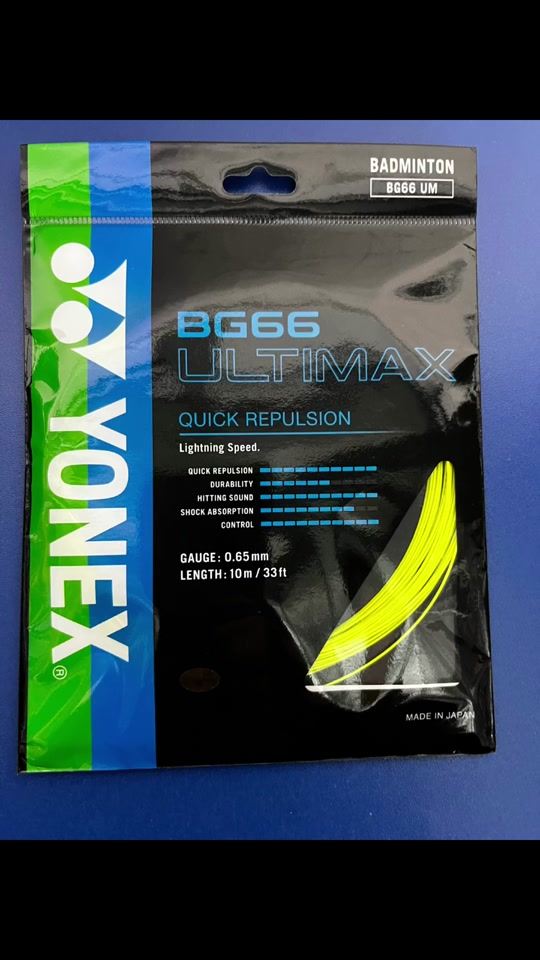 BADMINTON
BG66 UM
YONEX®
BG66
ULTIMAX
QUICK REPULSION
Lightning Speed.
QUICK REPULSION
DURABILITY
HITTING SOUND
SHOCK ABSORPTION
CONTROL
GAUGE: 0.65mm
LENGTH: 10m / 33ft
MADE IN JAPAN